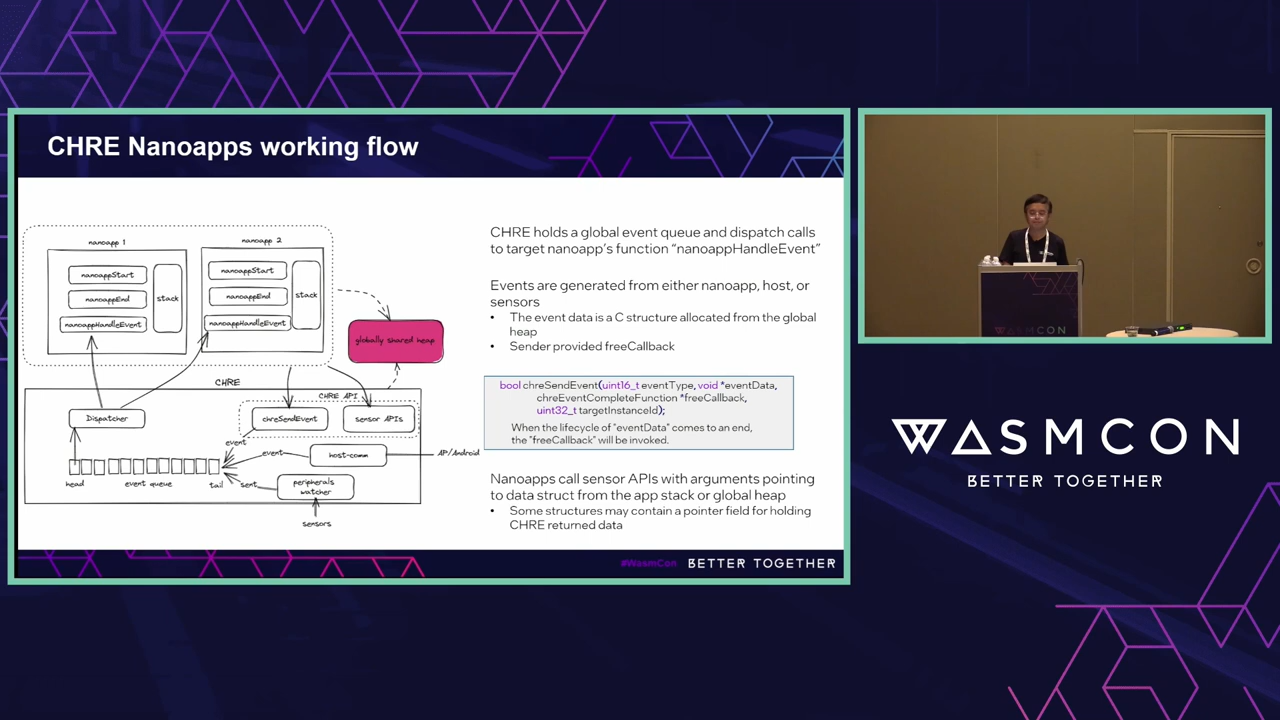 CHRE Nanoapps working flow
nanoapp 1
nanoapp 2
nanoappStart
nanoappEnd
nanoappHandleEvent
stack
nanoappStart
nanoappEnd
nanoappHandleEvent
stack
globally shared heap
CHRE
CHRE API
Dispatcher
chreSendEvent
sensor APIs
event
event
host-comm
AP/Android
head
event queue
tail
sent
peripherals
watcher
sensors
CHRE holds a global event queue and dispatch calls
to target nanoapp's function "nanoappHandleEvent"
Events are generated from either nanoapp, host, or
sensors
• The event data is a C structure allocated from the global
heap
• Sender provided freeCallback
bool chreSendEvent(uint16_t eventType, void *eventData,
chreEventCompleteFunction *freeCallback,
uint32_t targetInstanceId);
When the lifecycle of "eventData" comes to an end,
the "freeCallback" will be invoked.
Nanoapps call sensor APIs with arguments pointing
to data struct from the app stack or global heap
• Some structures may contain a pointer field for holding
CHRE returned data
#WasmCon BETTER TOGETHER
WASMCON
WASMCON
BETTER TOGETHER